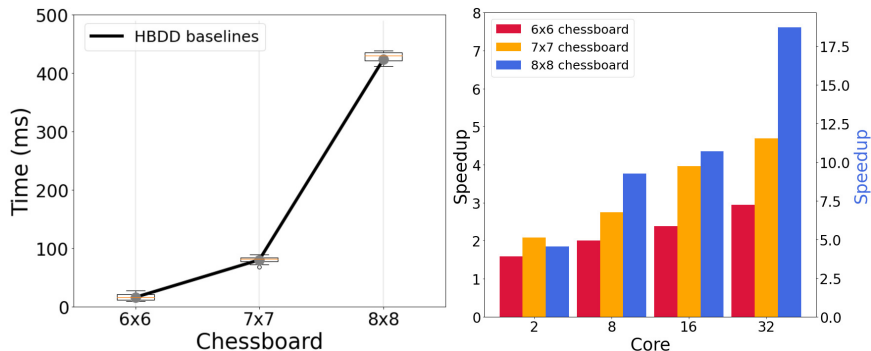 500
400
300
200
100
0
Time (ms)
HBDD baselines
6x6
7x7
8x8
Chessboard
8
7
6
5
4
3
2
1
0
Speedup
6x6 chessboard
7x7 chessboard
8x8 chessboard
2
8
16
32
Core
17.5
15.0
12.5
10.0
7.5
5.0
2.5
0.0
Speedup